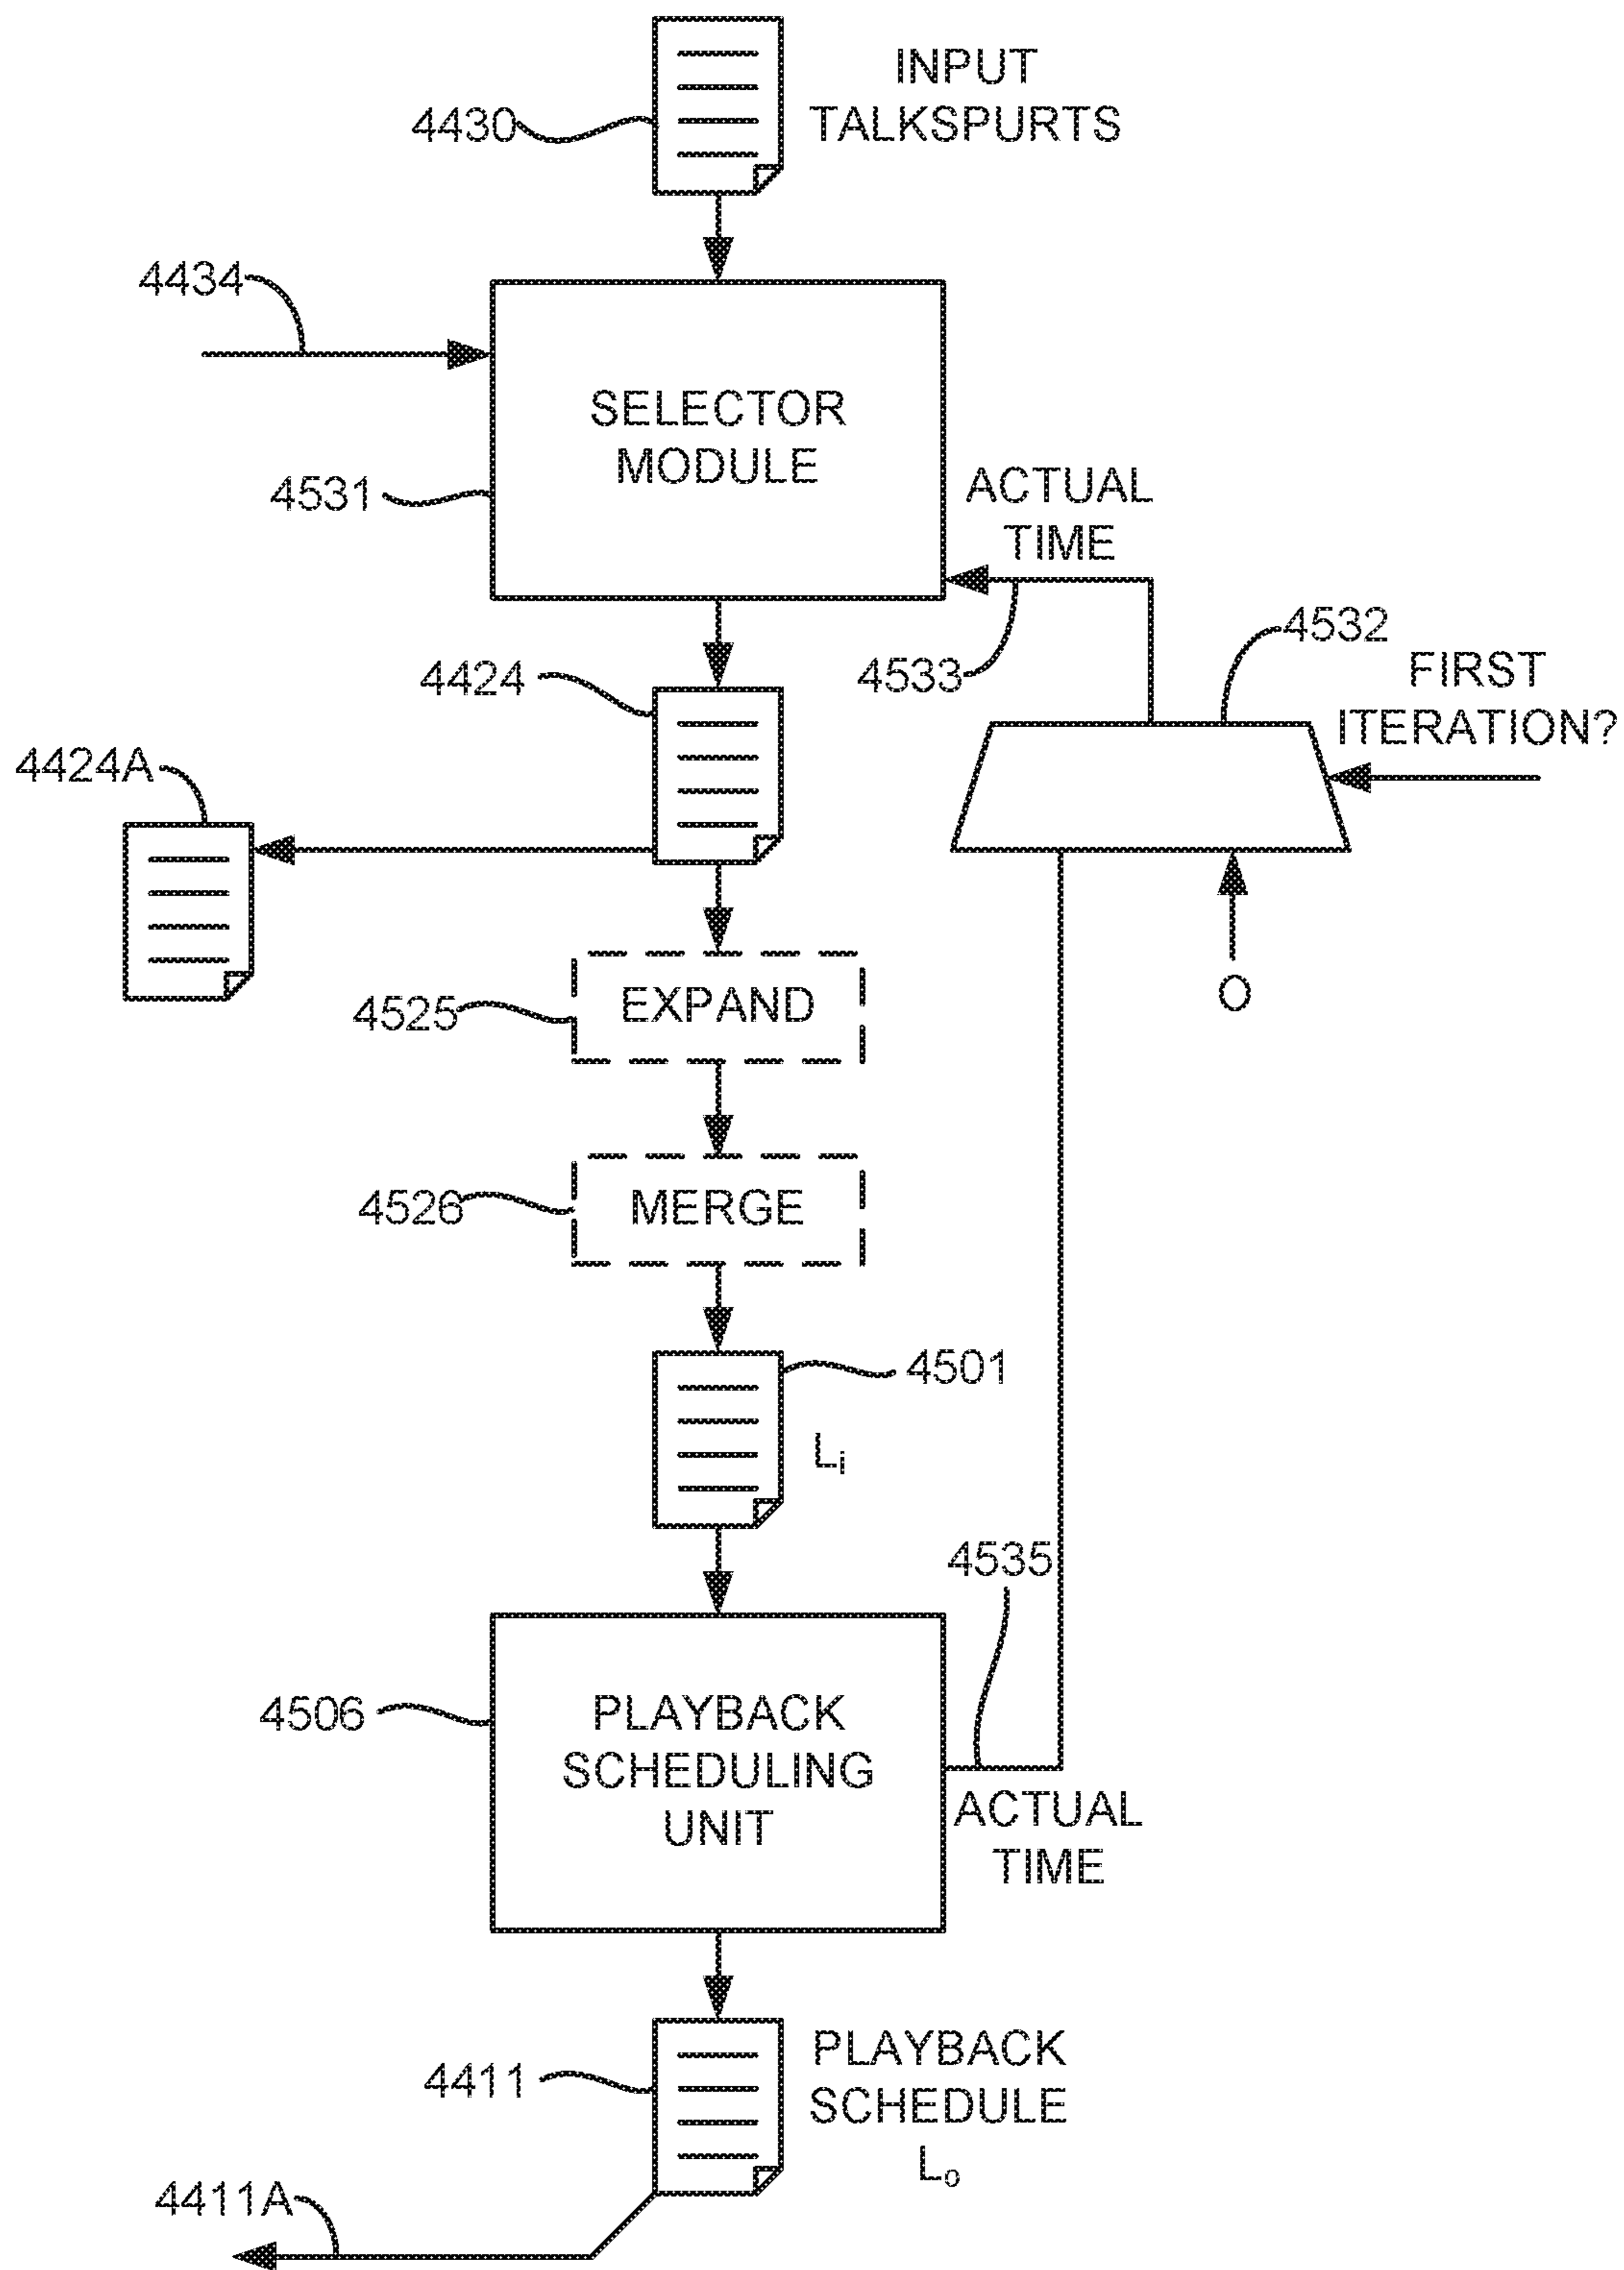 INPUT
TALKSPURTS
4430
4434
SELECTOR
MODULE
4531
ACTUAL
TIME
4533
4532
FIRST
ITERATION?
4424
4424A
O
EXPAND
4525
MERGE
4526
4501
Li
4535
4506
PLAYBACK
SCHEDULING
UNIT
ACTUAL
TIME
4411
PLAYBACK
SCHEDULE
Lo
4411A